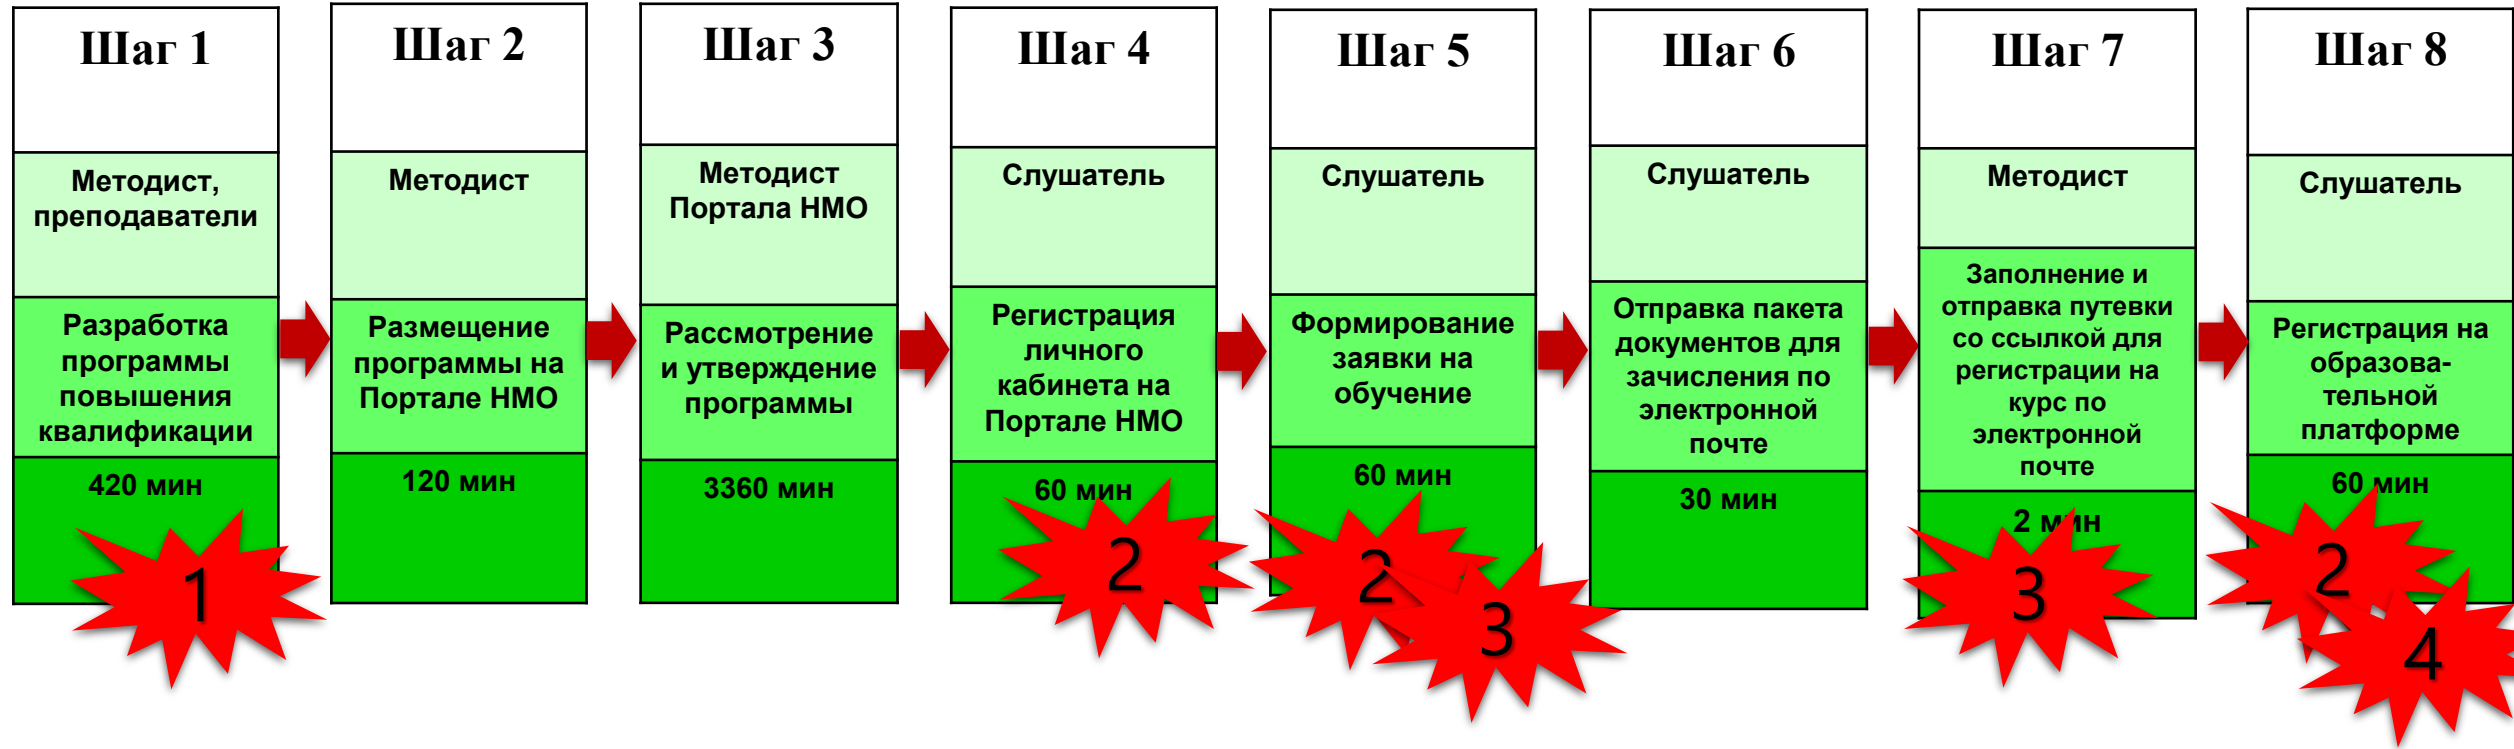 Шаг 1
Методист,
преподаватели
Разработка
программы
повышения
квалификации
420 мин
1
Шаг 2
Методист
Размещение
программы на
Портале НМО
120 мин
Шаг 3
Методист
Портала НМО
Рассмотрение
и утверждение
программы
3360 мин
Шаг 4
Слушатель
Регистрация
личного
кабинета на
Портале НМО
60 мин
2
Шаг 5
Слушатель
Формирование
заявки на
обучение
60 мин
2
3
Шаг 6
Слушатель
Отправка пакета
документов для
зачисления по
электронной
почте
30 мин
Шаг 7
Методист
Заполнение и
отправка путевки
со ссылкой для
регистрации на
курс по
электронной
почте
2 мин
3
Шаг 8
Слушатель
Регистрация на
образова-
тельной
платформе
60 мин
2
4